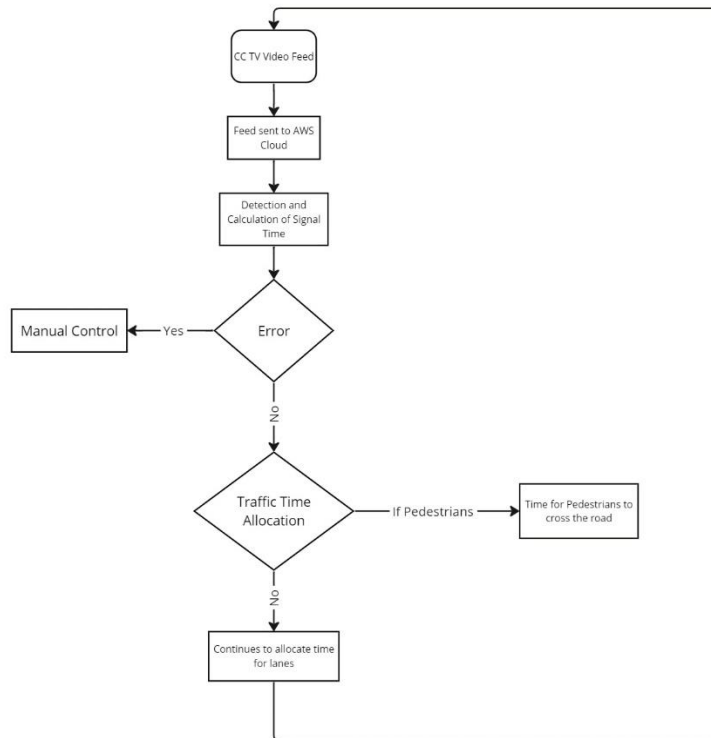 CC TV Video Feed
Feed sent to AWS
Cloud
Detection and
Calculation of Signal
Time
Error
Yes
Manual Control
No
Traffic Time
Allocation
If Pedestrians
Time for Pedestrians to
cross the road
No
Continues to allocate time
for lanes